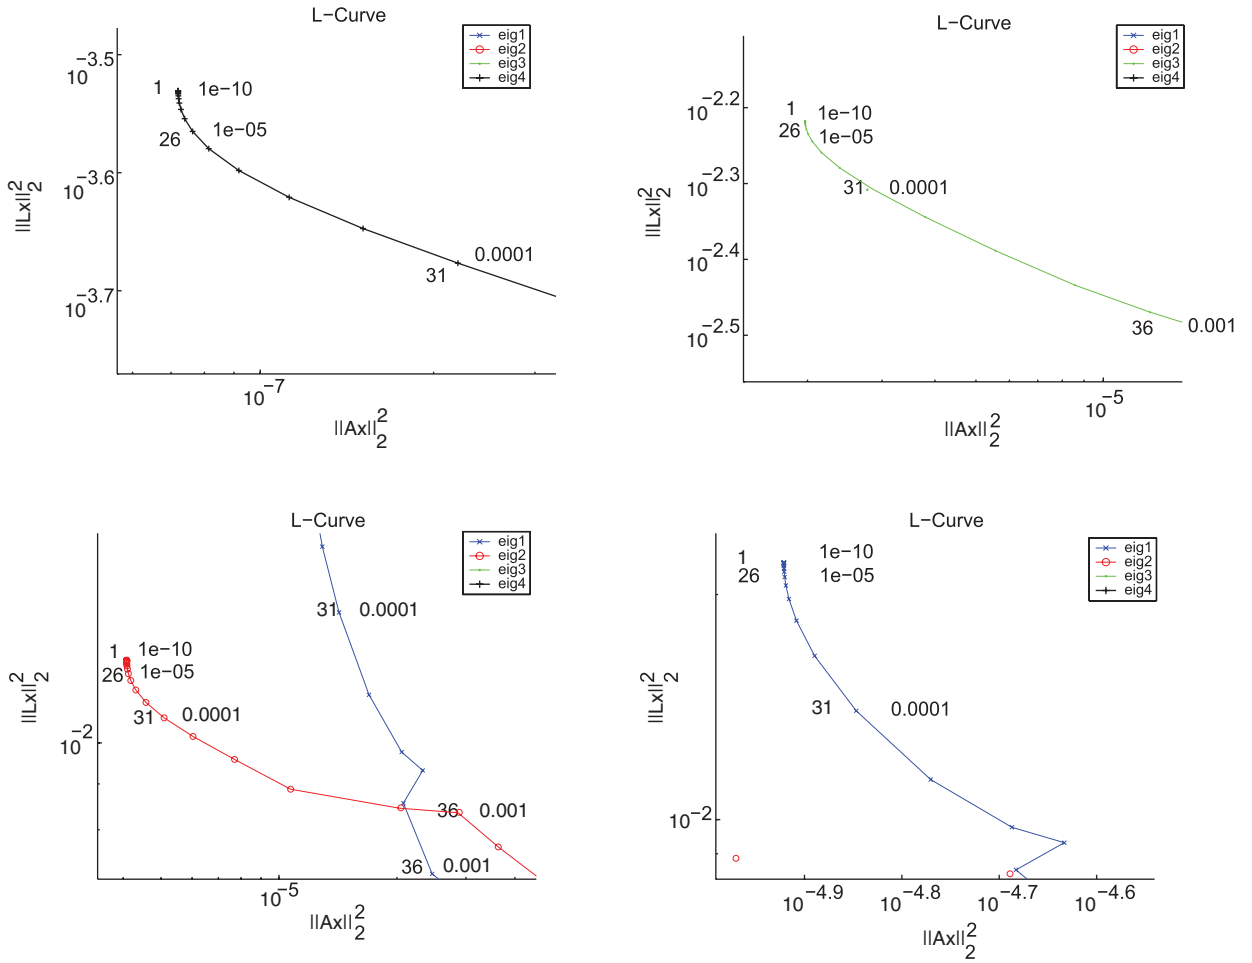 L−Curve
eig1
eig2
eig3
eig4
10^−3.5
1 1e−10
26 1e−05
10^−3.6
||Lx||_2^2
0.0001
31
10^−3.7
10^−7
||Ax||_2^2
L−Curve
eig1
eig2
eig3
eig4
10^−2.2
1 1e−10
26 1e−05
10^−2.3
31 0.0001
||Lx||_2^2
10^−2.4
10^−2.5
36 0.001
10^−5
||Ax||_2^2
L−Curve
eig1
eig2
eig3
eig4
31 0.0001
1 1e−10
26 1e−05
31 0.0001
||Lx||_2^2
10^−2
36 0.001
36 0.001
10^−5
||Ax||_2^2
L−Curve
eig1
eig2
eig3
eig4
1 1e−10
26 1e−05
31 0.0001
||Lx||_2^2
10^−2
10^−4.9 10^−4.8 10^−4.7 10^−4.6
||Ax||_2^2